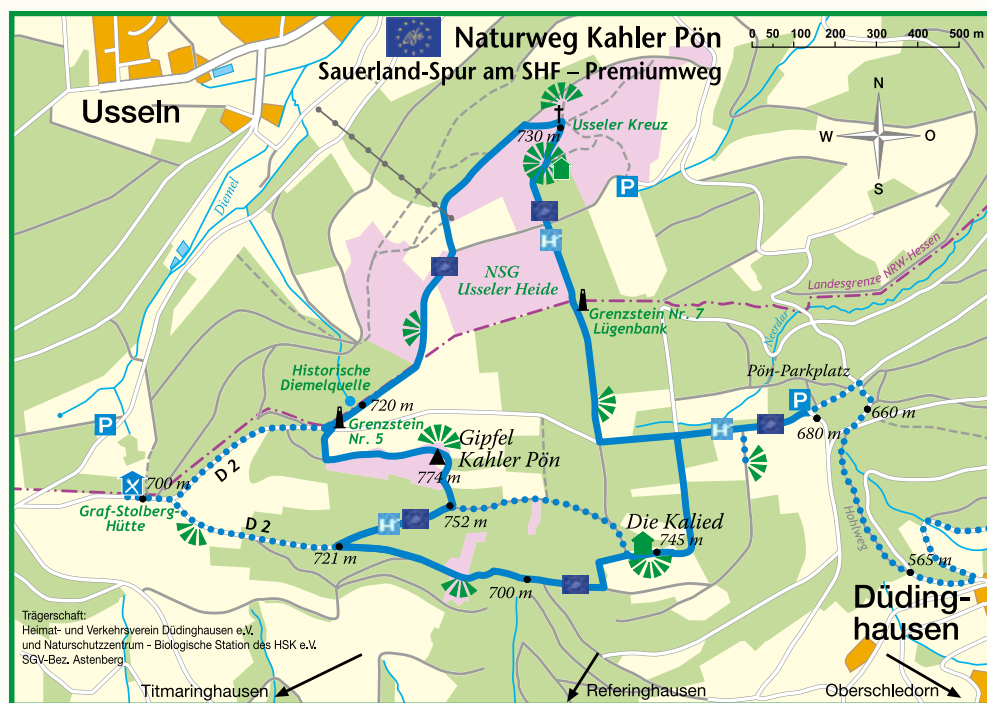 Naturweg Kahler Pön
Sauerland-Spur am SHF – Premiumweg
0 50 100 200 300 400 500 m
Usseln
N
W
O
S
Diemel
730 m
Usseler Kreuz
P
NSG
Usseler Heide
Landesgrenze NRW-Hessen
Grenzstein Nr. 7
Lügenbank
Neerdar
Historische
Diemelquelle
Pön-Parkplatz
P
720 m
Grenzstein
Nr. 5
P
660 m
680 m
H
Gipfel
Kahler Pön
774 m
D 2
700 m
Graf-Stolberg-
Hütte
D 2
H
752 m
721 m
Die Kalied
745 m
Hohlweg
565 m
700 m
Düding-
hausen
Trägerschaft:
Heimat- und Verkehrsverein Düdinghausen e.V.
und Naturschutzzentrum - Biologische Station des HSK e.V.
SGV-Bez. Astenberg
Titmaringhausen
Referinghausen
Oberschledorn
H